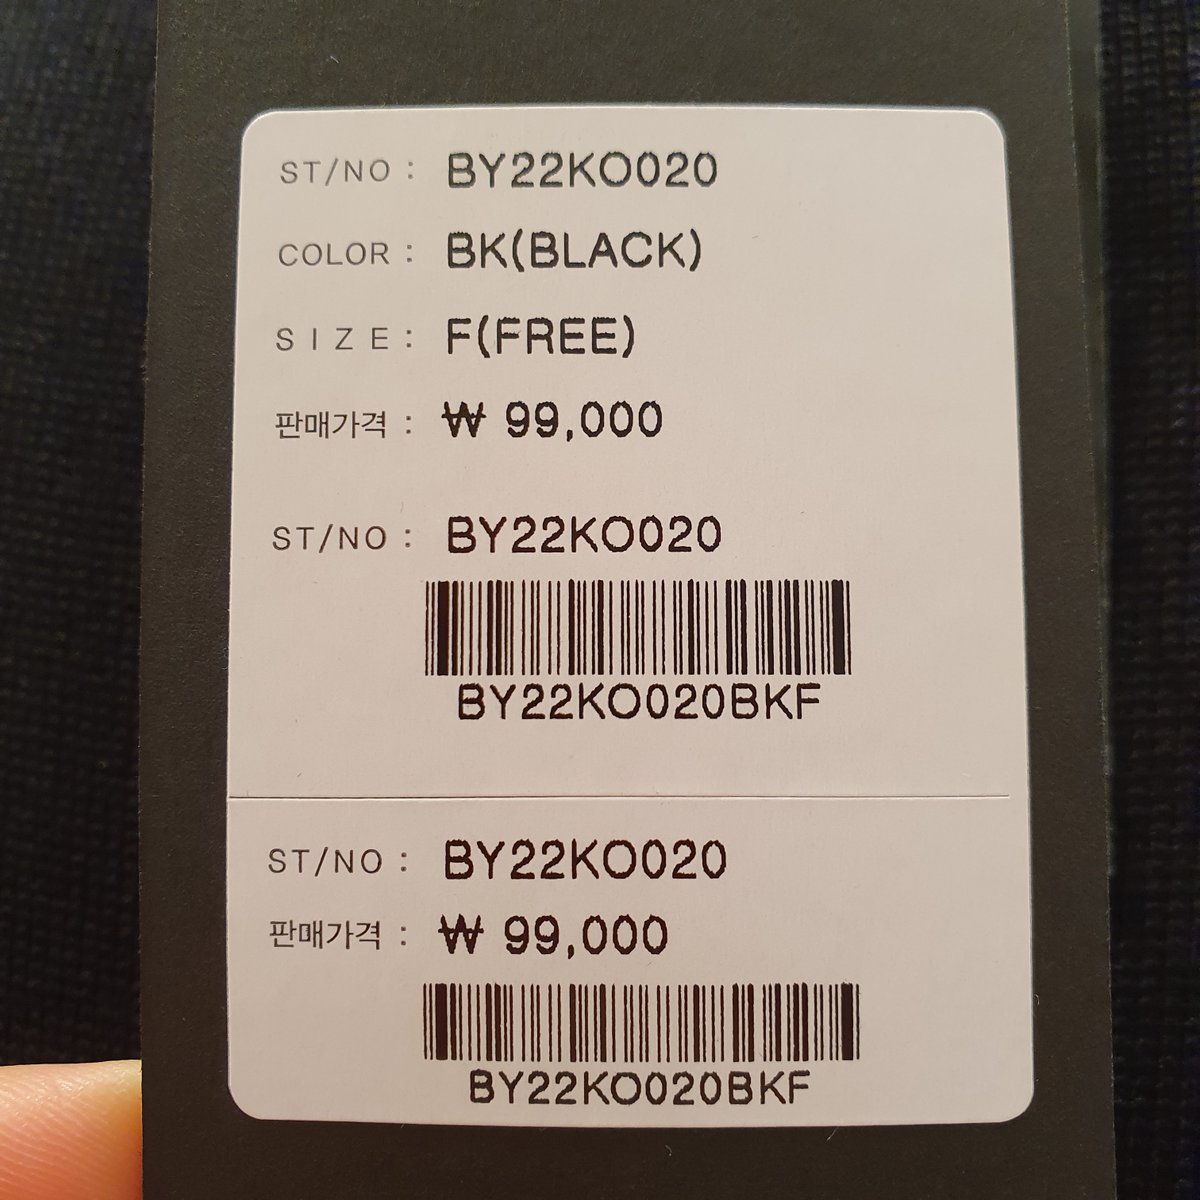 ST/NO : BY22KO020
COLOR : BK(BLACK)
SIZE : F(FREE)
판매가격 : ₩ 99,000
ST/NO : BY22KO020
BY22KO020BKF
ST/NO : BY22KO020
판매가격 : ₩ 99,000
BY22KO020BKF